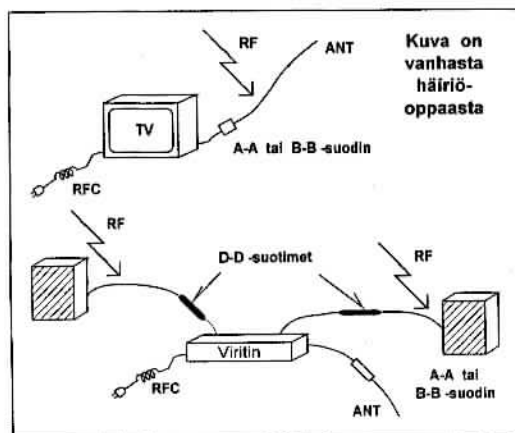 RF
ANT
Kuva on
vanhasta
häiriö-
oppaasta
TV
A-A tai B-B -suodin
RFC
RF
D-D -suotimet
RF
Viritin
RFC
ANT
A-A tai
B-B -suodin